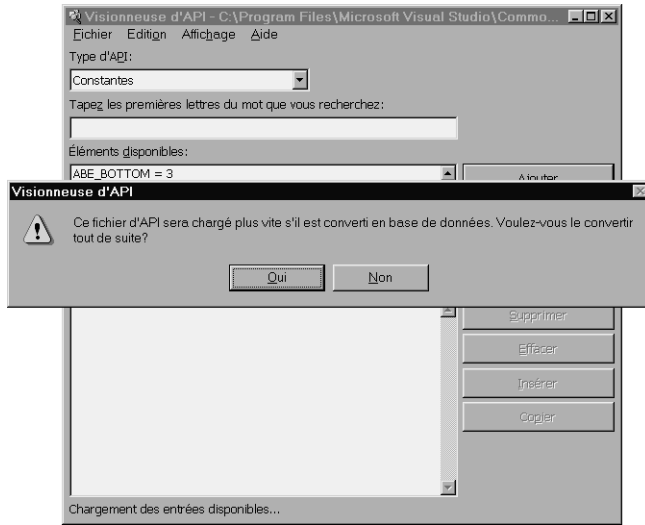 Visionneuse d'API - C:\Program Files\Microsoft Visual Studio\Commo...
Fichier Edition Affichage Aide
Type d'API:
Constantes
Tapez les premières lettres du mot que vous recherchez:
Éléments disponibles:
ABE_BOTTOM = 3
Ajouter
Visionneuse d'API
Ce fichier d'API sera chargé plus vite s'il est converti en base de données. Voulez-vous le convertir
tout de suite?
Oui Non
Supprimer
Effacer
Insérer
Copier
Chargement des entrées disponibles...